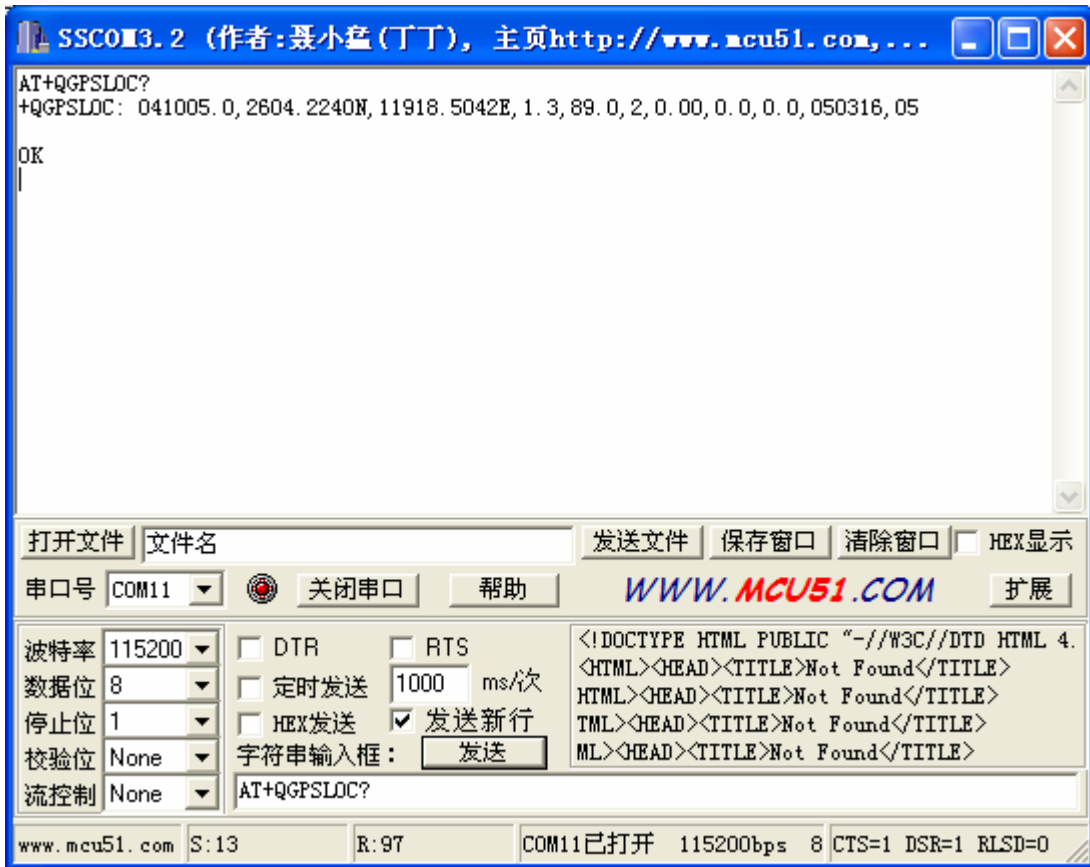 SSCOM3.2 (作者:聂小猛(丁丁), 主页http://www.mcu51.com,...
AT+QGPSLOC?
+QGPSLOC: 041005.0,2604.2240N,11918.5042E,1.3,89.0,2,0.00,0.0,0.0,050316,05
OK
打开文件 文件名 发送文件 保存窗口 清除窗口 HEX显示
串口号 COM11 关闭串口 帮助 WWW.MCU51.COM 扩展
波特率 115200 DTR RTS
数据位 8 定时发送 1000 ms/次
停止位 1 HEX发送 发送新行
校验位 None 字符串输入框: 发送
流控制 None AT+QGPSLOC?
<!DOCTYPE HTML PUBLIC "-//W3C//DTD HTML 4.
<HTML><HEAD><TITLE>Not Found</TITLE>
HTML><HEAD><TITLE>Not Found</TITLE>
TML><HEAD><TITLE>Not Found</TITLE>
ML><HEAD><TITLE>Not Found</TITLE>
www.mcu51.com S:13 R:97 COM11已打开 115200bps 8 CTS=1 DSR=1 RLSD=0